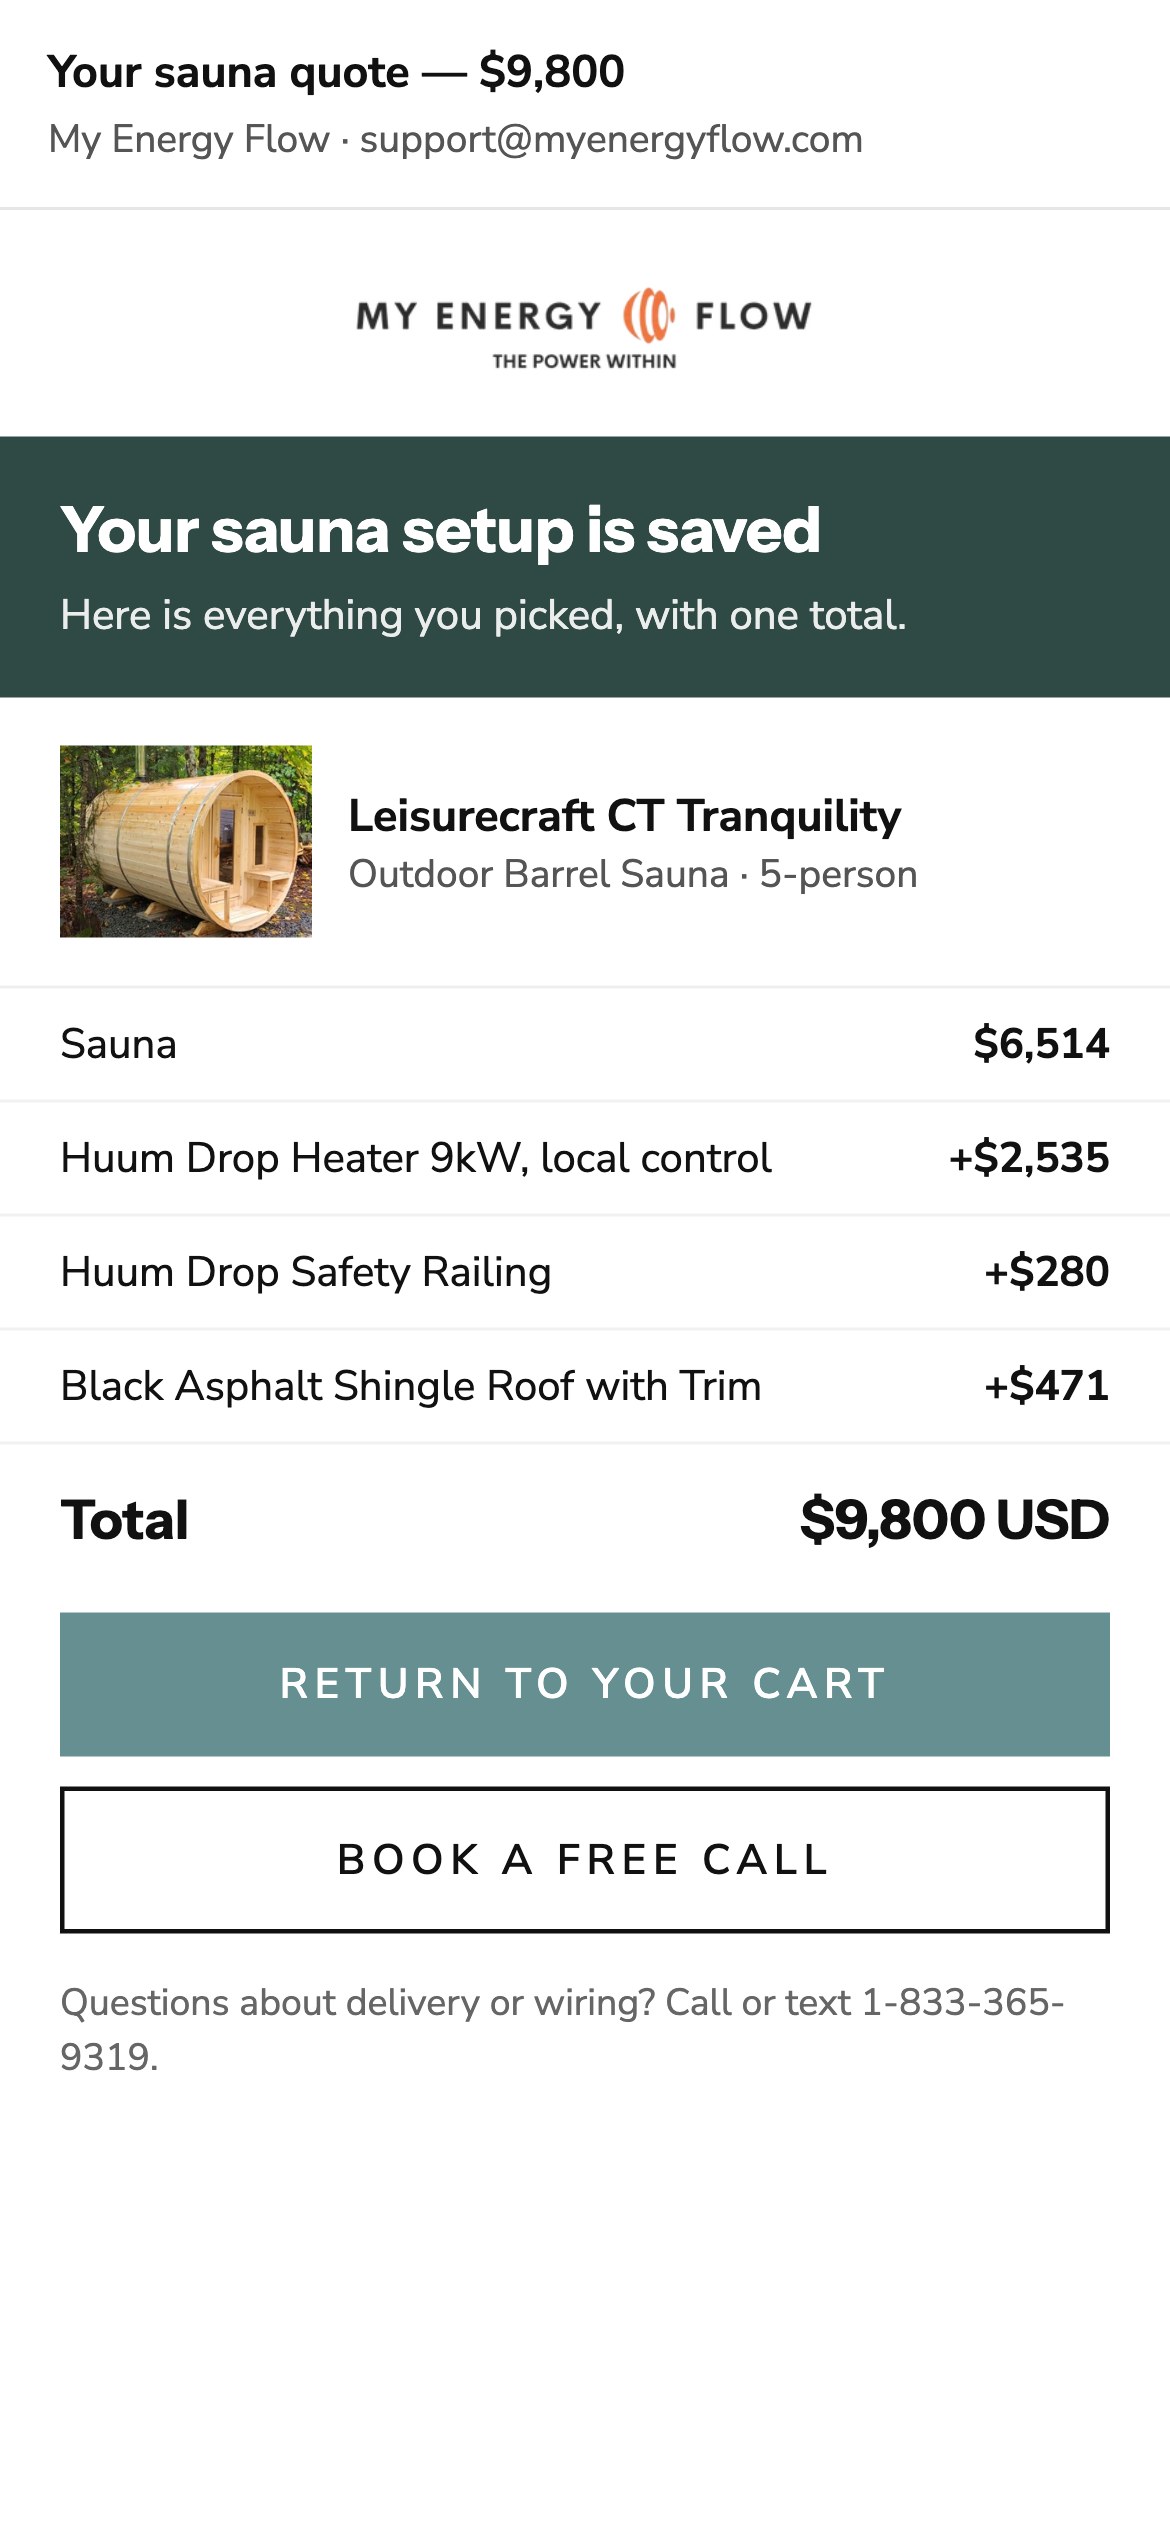 Your sauna quote — $9,800
My Energy Flow · support@myenergyflow.com
MY ENERGY FLOW
THE POWER WITHIN
Your sauna setup is saved
Here is everything you picked, with one total.
Leisurecraft CT Tranquility
Outdoor Barrel Sauna · 5-person
Sauna $6,514
Huum Drop Heater 9kW, local control +$2,535
Huum Drop Safety Railing +$280
Black Asphalt Shingle Roof with Trim +$471
Total $9,800 USD
RETURN TO YOUR CART
BOOK A FREE CALL
Questions about delivery or wiring? Call or text 1-833-365-
9319.